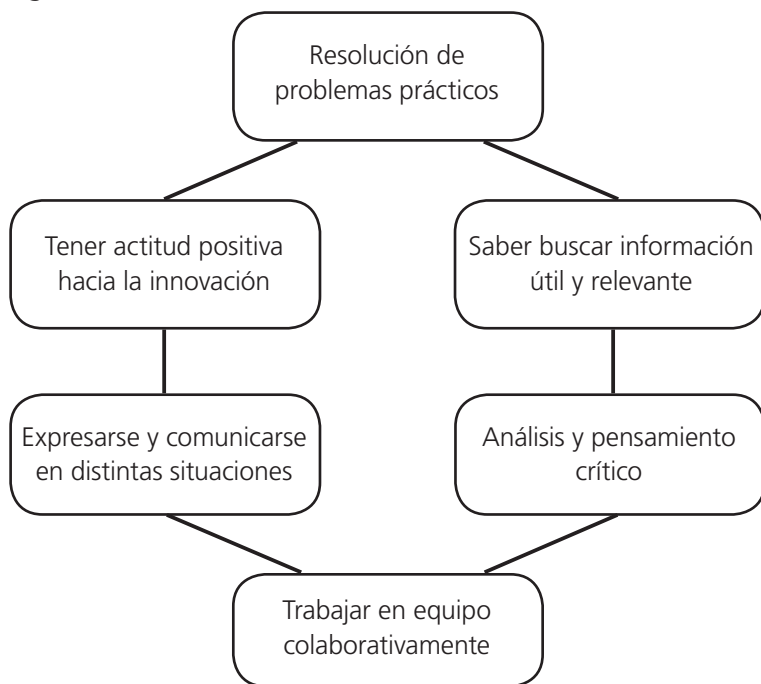 Resolución de
problemas prácticos
Tener actitud positiva
hacia la innovación
Saber buscar información
útil y relevante
Expresarse y comunicarse
en distintas situaciones
Análisis y pensamiento
crítico
Trabajar en equipo
colaborativamente